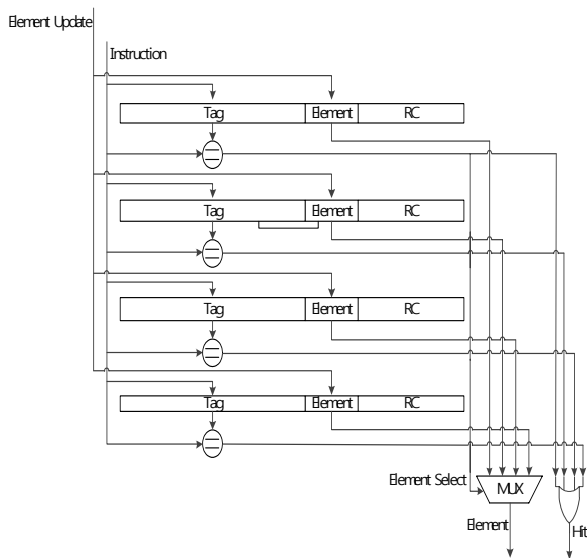 Element Update
Instruction
Tag Element RC
Tag Element RC
Tag Element RC
Tag Element RC
Element Select
MUX
Element
Hit